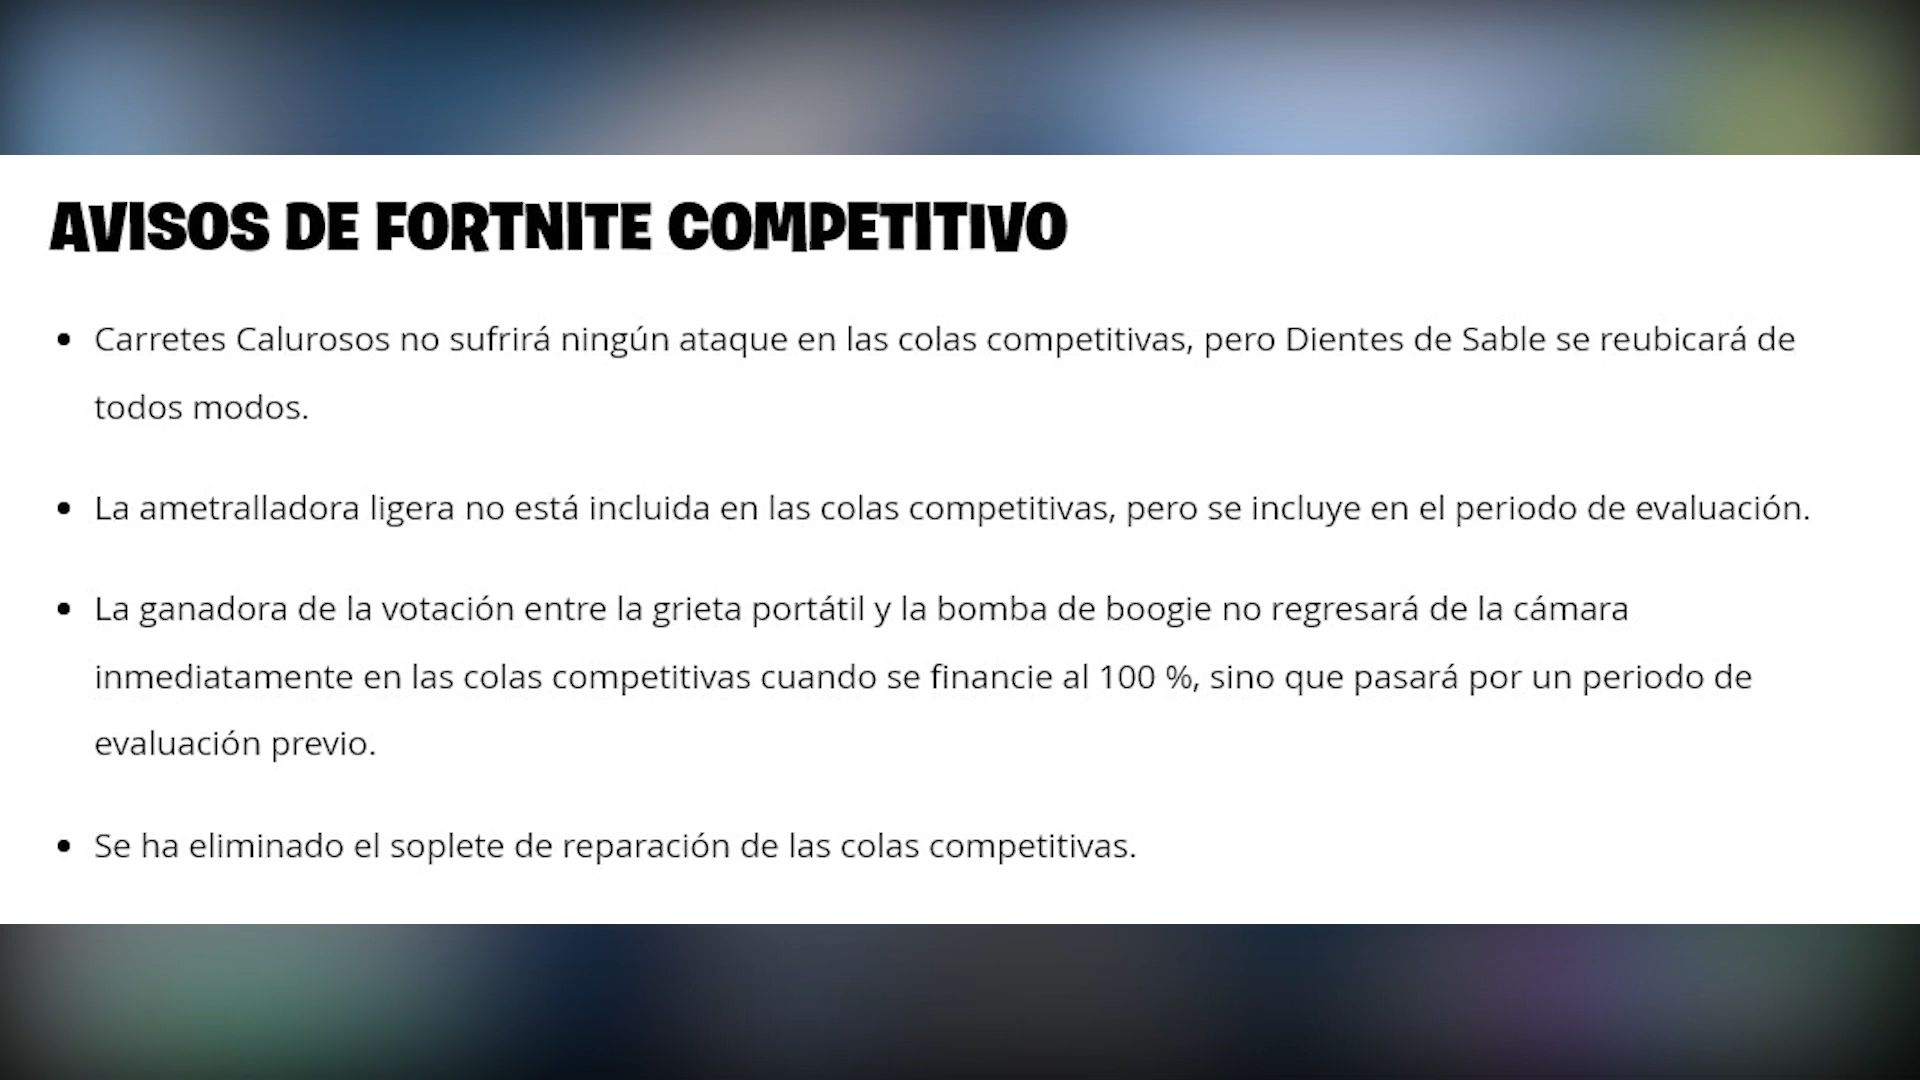 AVISOS DE FORTNITE COMPETITIVO
• Carretes Calurosos no sufrirá ningún ataque en las colas competitivas, pero Dientes de Sable se reubicará de
todos modos.
• La ametralladora ligera no está incluida en las colas competitivas, pero se incluye en el periodo de evaluación.
• La ganadora de la votación entre la grieta portátil y la bomba de boogie no regresará de la cámara
inmediatamente en las colas competitivas cuando se financie al 100 %, sino que pasará por un periodo de
evaluación previo.
• Se ha eliminado el soplete de reparación de las colas competitivas.